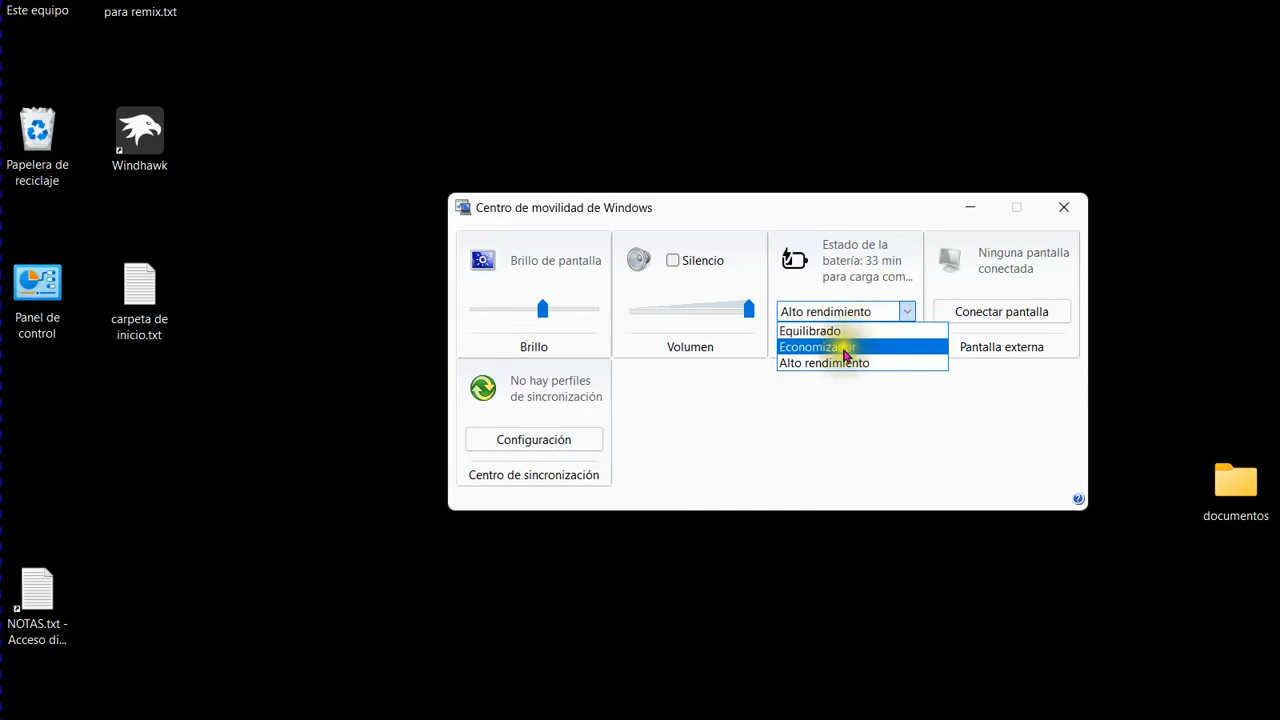 Este equipo
para remix.txt
Papelera de
reciclaje
Windhawk
Panel de
control
carpeta de
inicio.txt
NOTAS.txt -
Acceso di...
Centro de movilidad de Windows
Brillo de pantalla
Brillo
Silencio
Volumen
Estado de la
batería: 33 min
para carga com...
Alto rendimiento
Equilibrado
Economizador
Alto rendimiento
Ninguna pantalla
conectada
Conectar pantalla
Pantalla externa
No hay perfiles
de sincronización
Configuración
Centro de sincronización
documentos